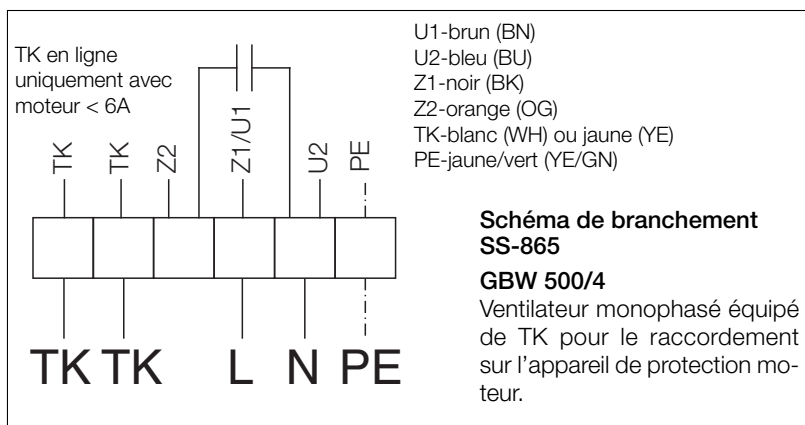 TK en ligne
uniquement avec
moteur < 6A
TK TK Z2 Z1/U1 U2 PE
TK TK L N PE
U1-brun (BN)
U2-bleu (BU)
Z1-noir (BK)
Z2-orange (OG)
TK-blanc (WH) ou jaune (YE)
PE-jaune/vert (YE/GN)
Schéma de branchement
SS-865
GBW 500/4
Ventilateur monophasé équipé
de TK pour le raccordement
sur l'appareil de protection mo-
teur.